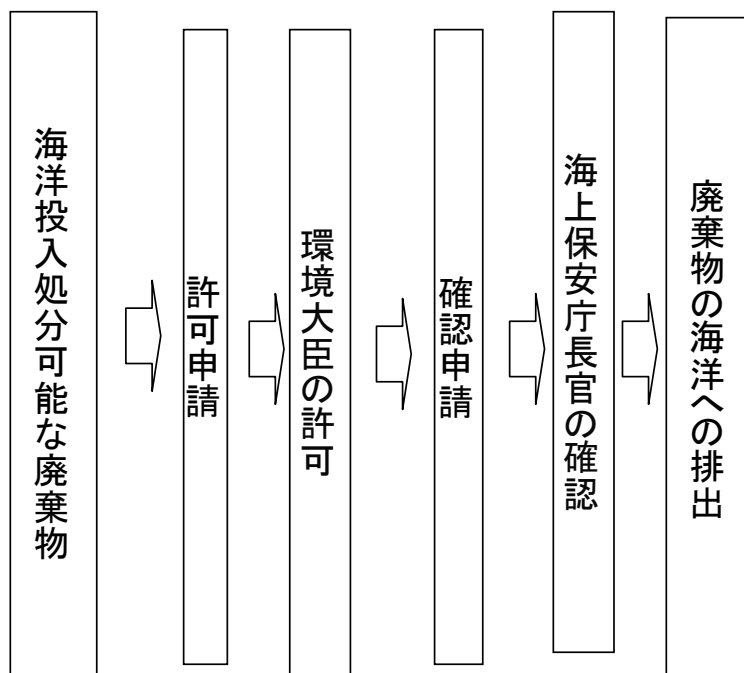 海洋投入処分可能な廃棄物
許可申請
環境大臣の許可
確認申請
海上保安庁長官の確認
廃棄物の海洋への排出